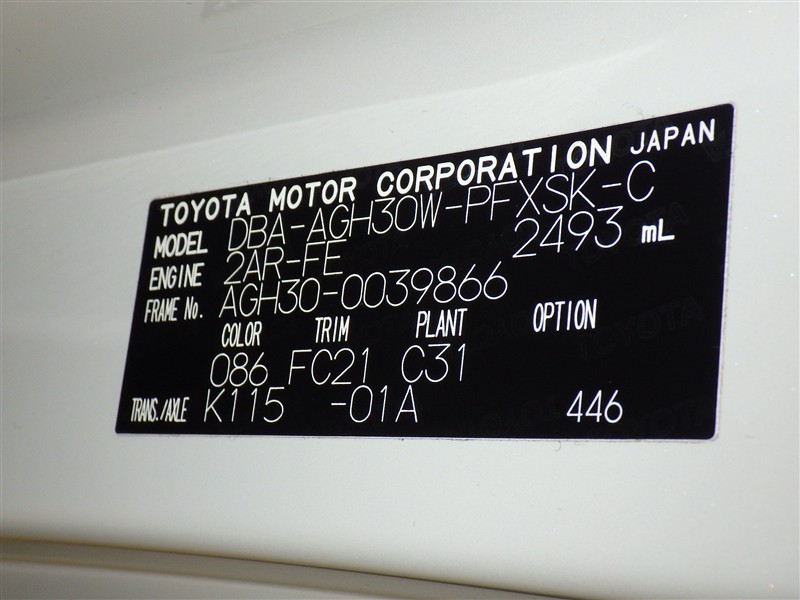 TOYOTA MOTOR CORPORATION JAPAN
MODEL DBA-AGH30W-PFXSK-C
ENGINE 2AR-FE 2493 mL
FRAME No. AGH30-0039866
COLOR TRIM PLANT OPTION
086 FC21 C31
TRANS./AXLE K115 -01A 446